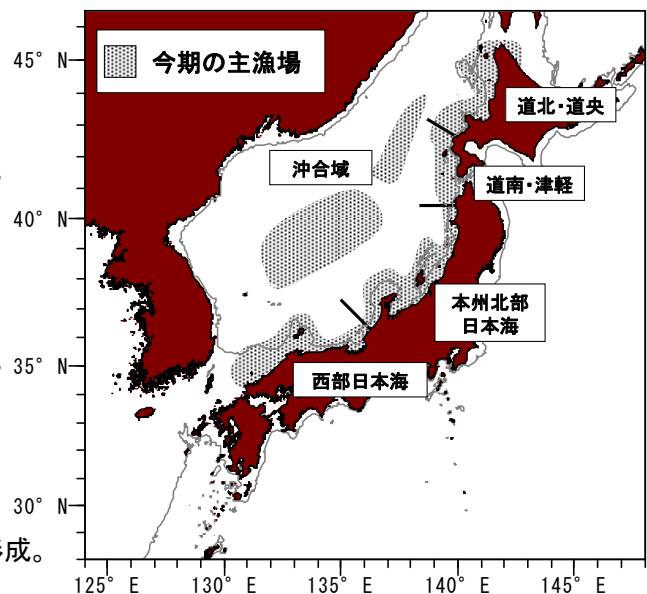 45° N
今期の主漁場
道北・道央
沖合域
道南・津軽
40° N
本州北部
日本海
35° N
西部日本海
30° N
形成。
125° E
130° E
135° E
140° E
145° E